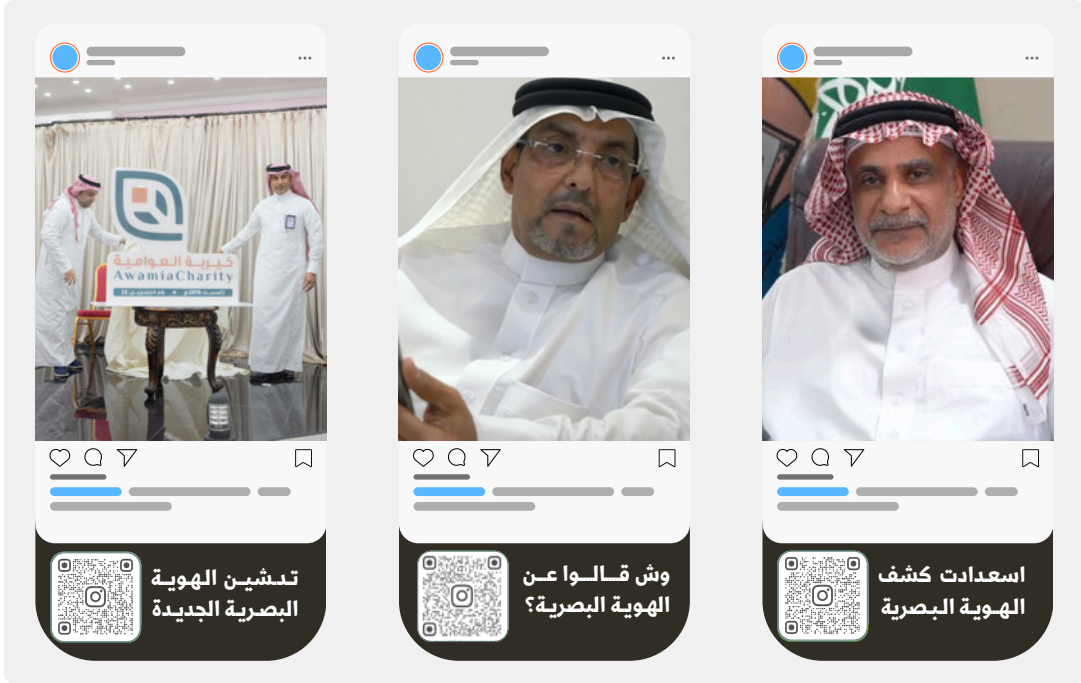 خيرية العوامية
AwamiaCharity
تدشين الهوية
البصرية الجديدة
وش قالوا عن
الهوية البصرية؟
اسعدادت كشف
الهوية البصرية